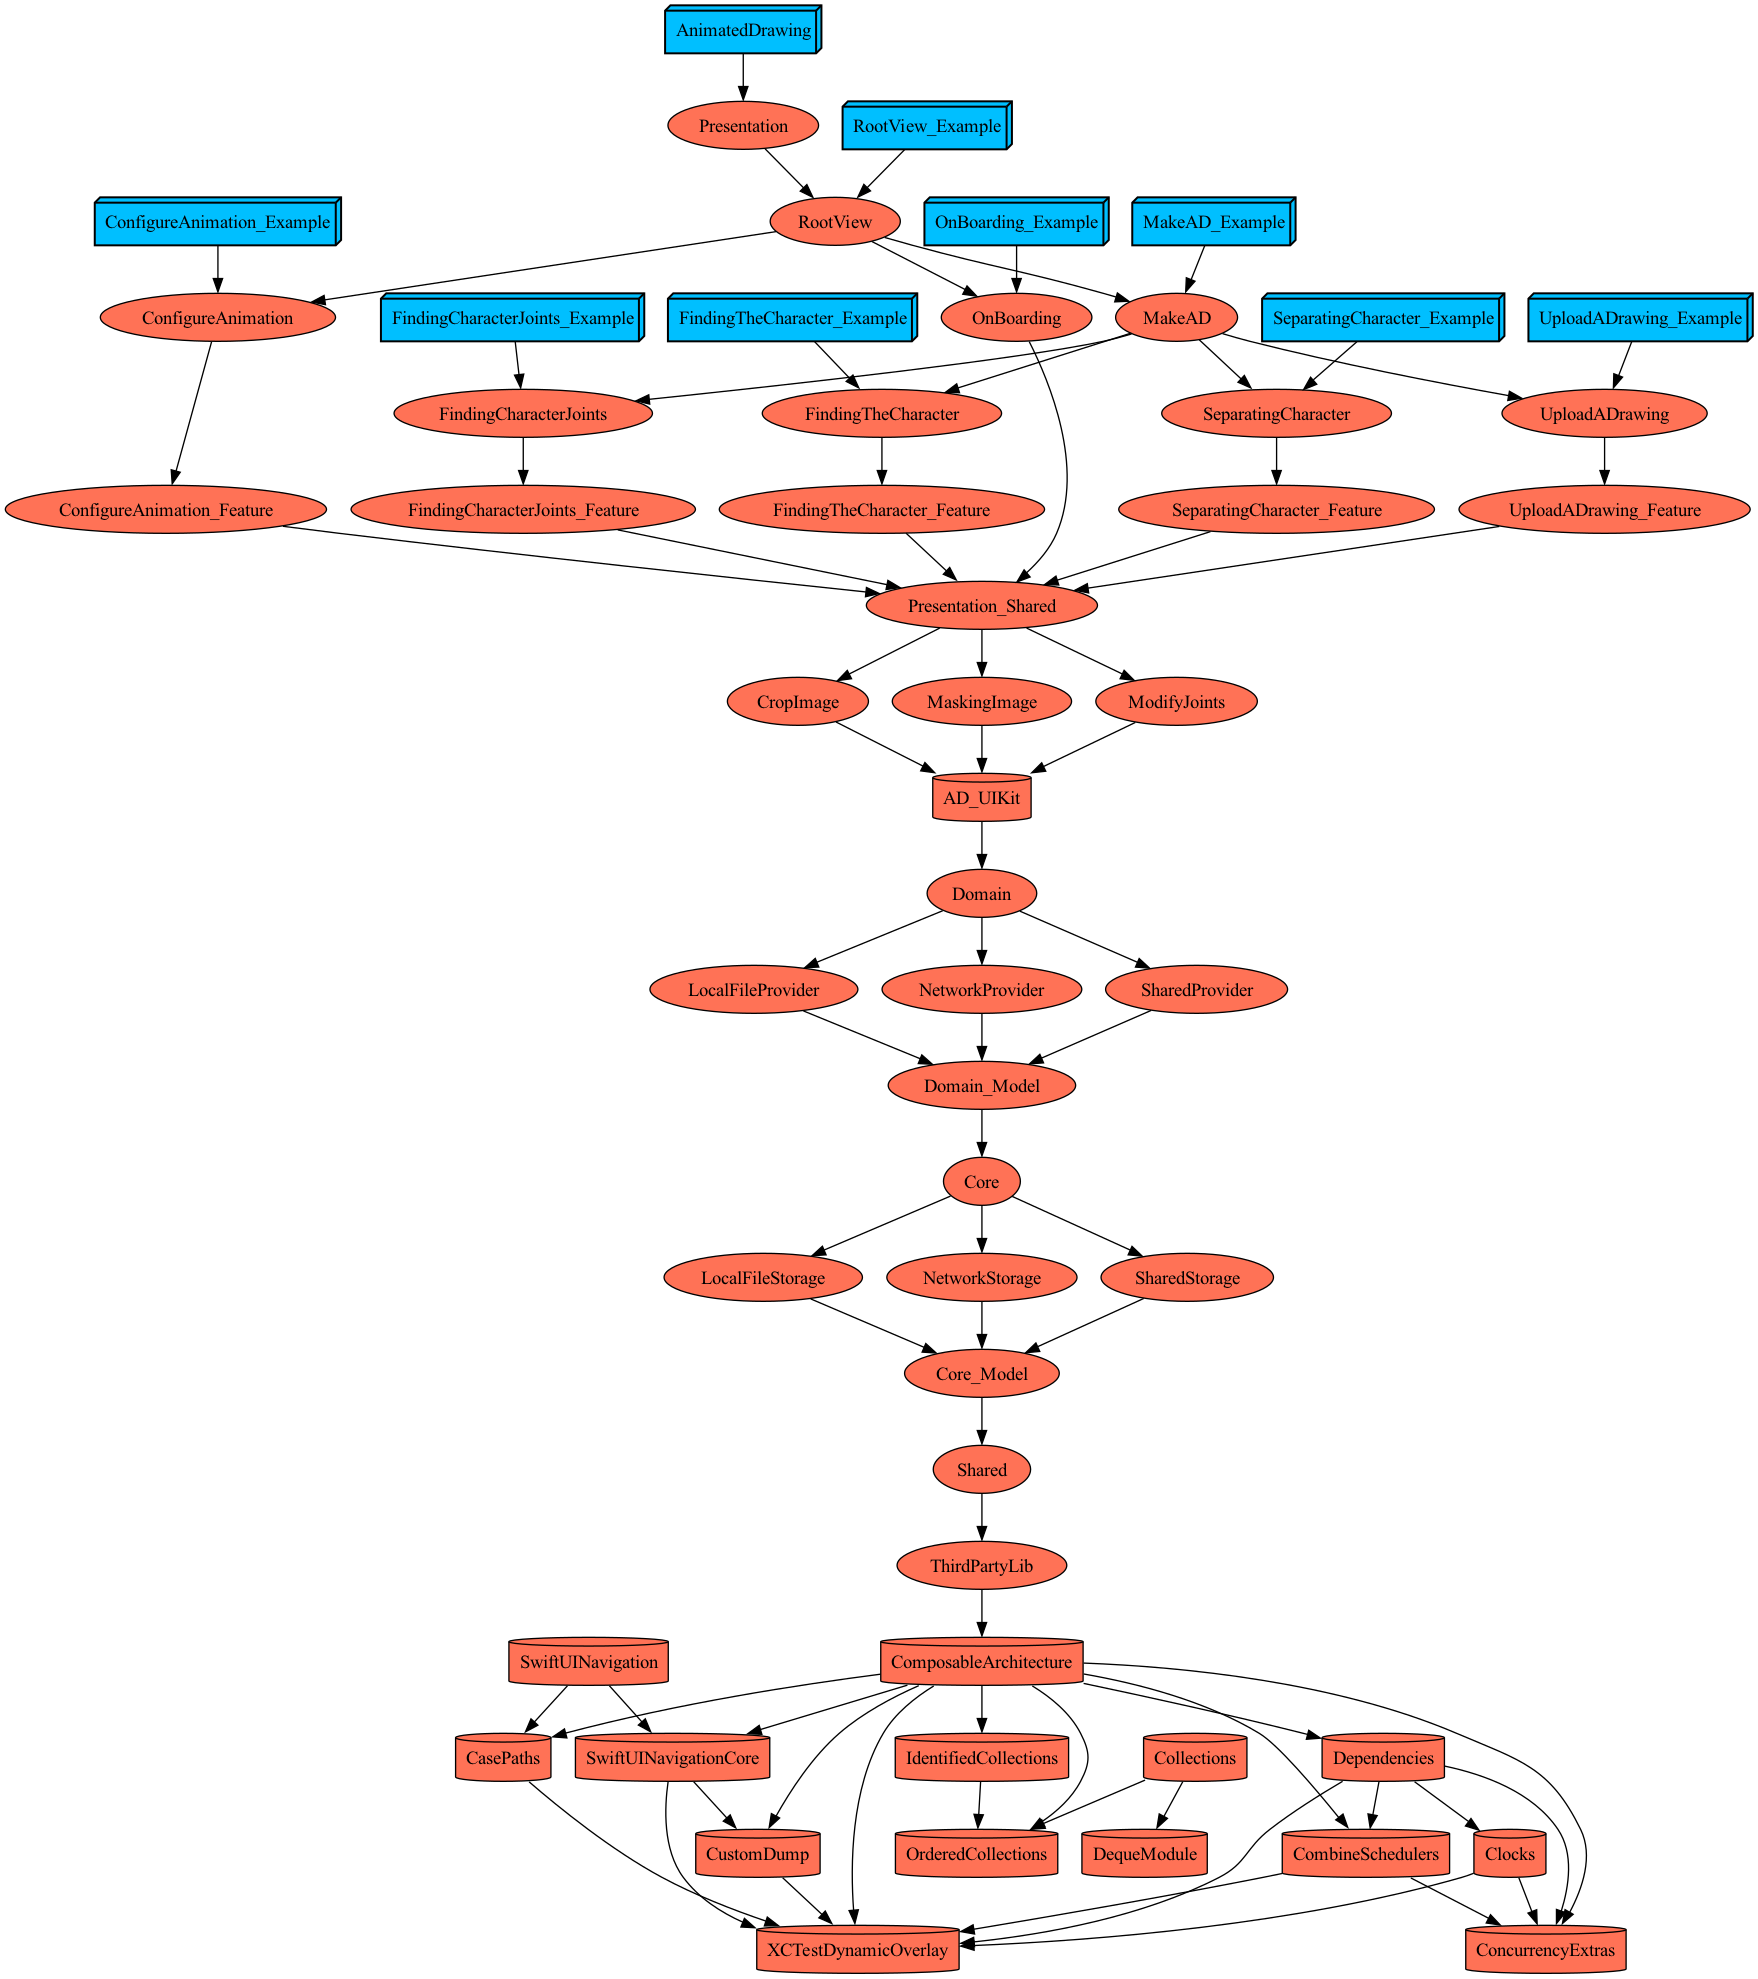 AnimatedDrawing
Presentation
RootView_Example
ConfigureAnimation_Example
RootView
OnBoarding_Example
MakeAD_Example
ConfigureAnimation
FindingCharacterJoints_Example
FindingTheCharacter_Example
OnBoarding
MakeAD
SeparatingCharacter_Example
UploadADrawing_Example
FindingCharacterJoints
FindingTheCharacter
SeparatingCharacter
UploadADrawing
ConfigureAnimation_Feature
FindingCharacterJoints_Feature
FindingTheCharacter_Feature
SeparatingCharacter_Feature
UploadADrawing_Feature
Presentation_Shared
CropImage
MaskingImage
ModifyJoints
AD_UIKit
Domain
LocalFileProvider
NetworkProvider
SharedProvider
Domain_Model
Core
LocalFileStorage
NetworkStorage
SharedStorage
Core_Model
Shared
ThirdPartyLib
SwiftUINavigation
ComposableArchitecture
CasePaths
SwiftUINavigationCore
IdentifiedCollections
Collections
Dependencies
CustomDump
OrderedCollections
DequeModule
CombineSchedulers
Clocks
XCTestDynamicOverlay
ConcurrencyExtras